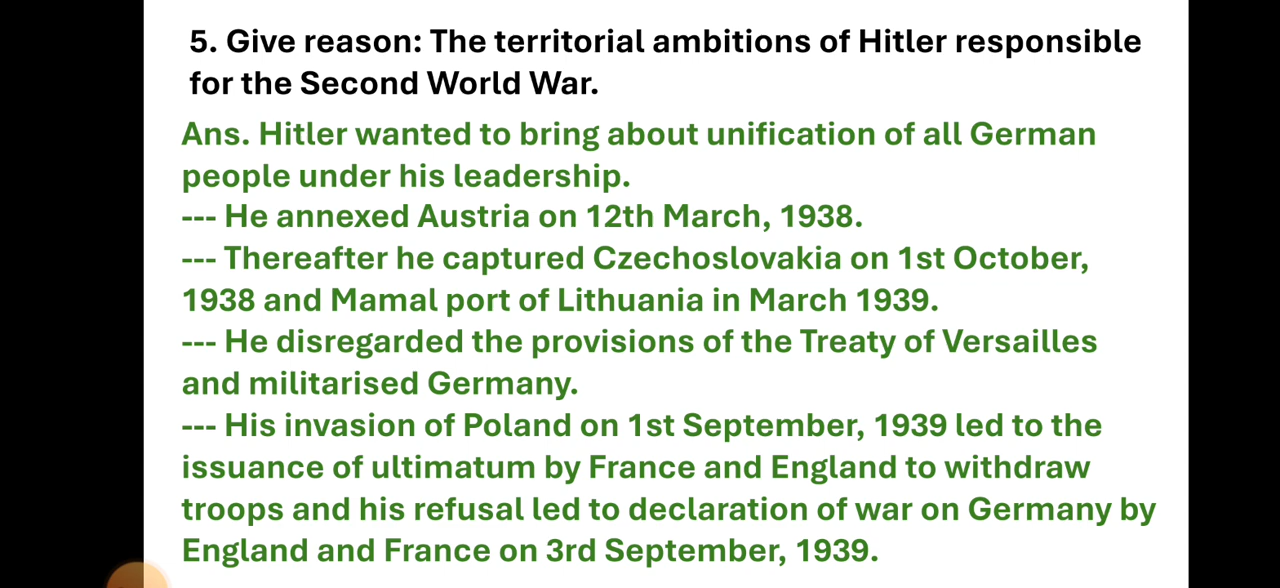 5. Give reason: The territorial ambitions of Hitler responsible
for the Second World War.
Ans. Hitler wanted to bring about unification of all German
people under his leadership.
--- He annexed Austria on 12th March, 1938.
--- Thereafter he captured Czechoslovakia on 1st October,
1938 and Mamal port of Lithuania in March 1939.
--- He disregarded the provisions of the Treaty of Versailles
and militarised Germany.
--- His invasion of Poland on 1st September, 1939 led to the
issuance of ultimatum by France and England to withdraw
troops and his refusal led to declaration of war on Germany by
England and France on 3rd September, 1939.